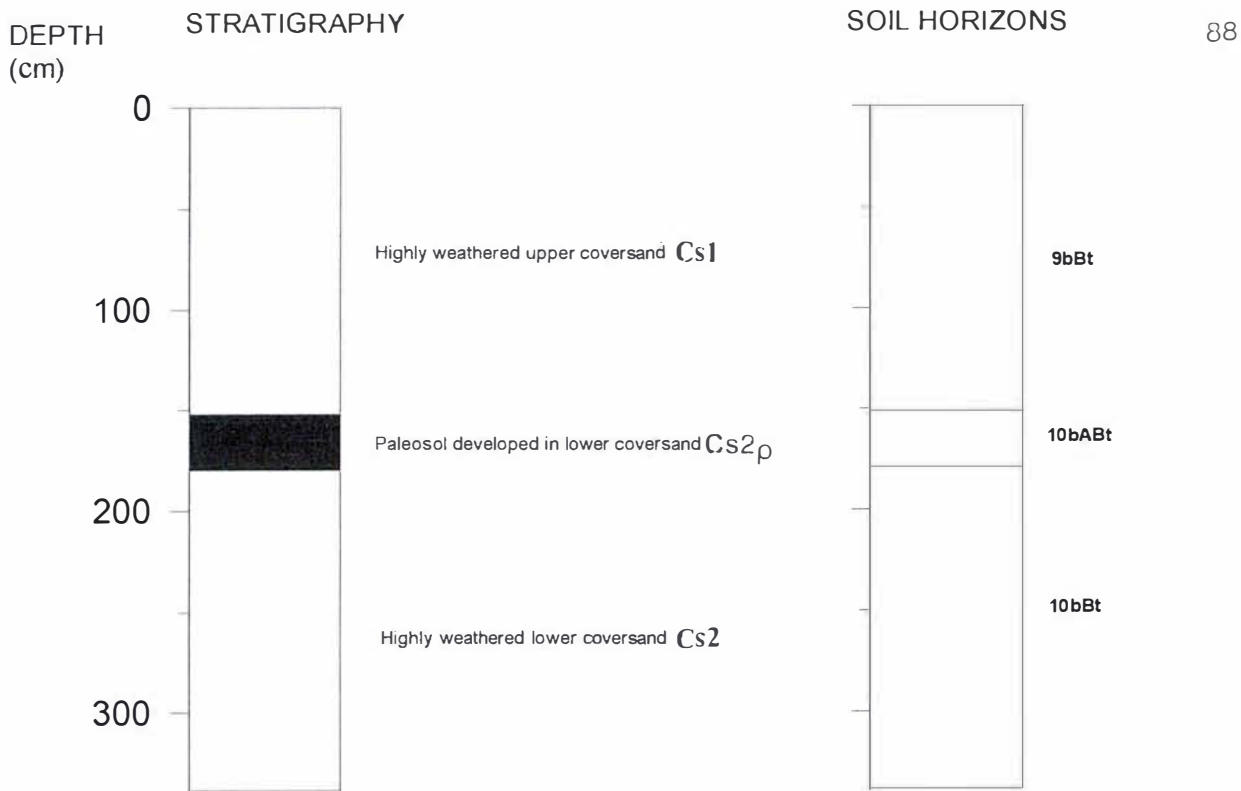 DEPTH
(cm)
STRATIGRAPHY
SOIL HORIZONS
88
0
Highly weathered upper coversand Cs1
9bBt
100
Paleosol developed in lower coversand Cs2ρ
10bABt
200
Highly weathered lower coversand Cs2
10bBt
300